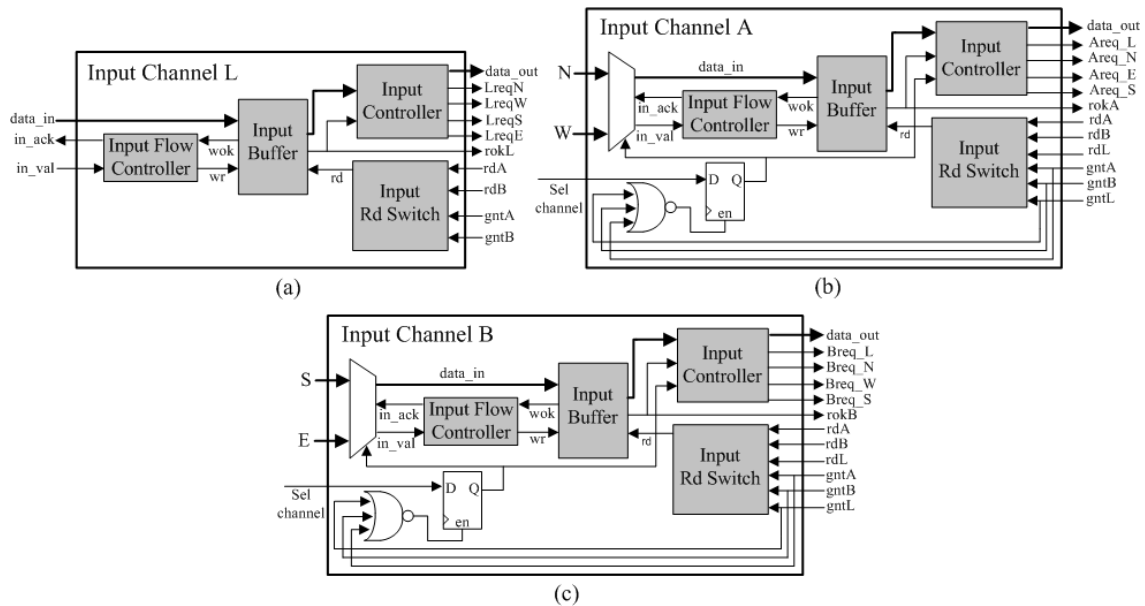 Input Channel L
data_in
in_ack
in_val
Input Flow
Controller
wok
wr
Input
Buffer
rd
Input
Controller
Input
Rd Switch
data_out
LreqN
LreqW
LreqS
LreqE
rokL
rdA
rdB
gntA
gntB
(a)
Input Channel A
N
W
data_in
in_ack
in_val
Input Flow
Controller
wok
wr
Input
Buffer
rd
Input
Controller
Input
Rd Switch
Sel
channel
D
Q
en
data_out
Areq_L
Areq_N
Areq_E
Areq_S
rokA
rdA
rdB
rdL
gntA
gntB
gntL
(b)
Input Channel B
S
E
data_in
in_ack
in_val
Input Flow
Controller
wok
wr
Input
Buffer
rd
Input
Controller
Input
Rd Switch
Sel
channel
D
Q
en
data_out
Breq_L
Breq_N
Breq_W
Breq_S
rokB
rdA
rdB
rdL
gntA
gntB
gntL
(c)